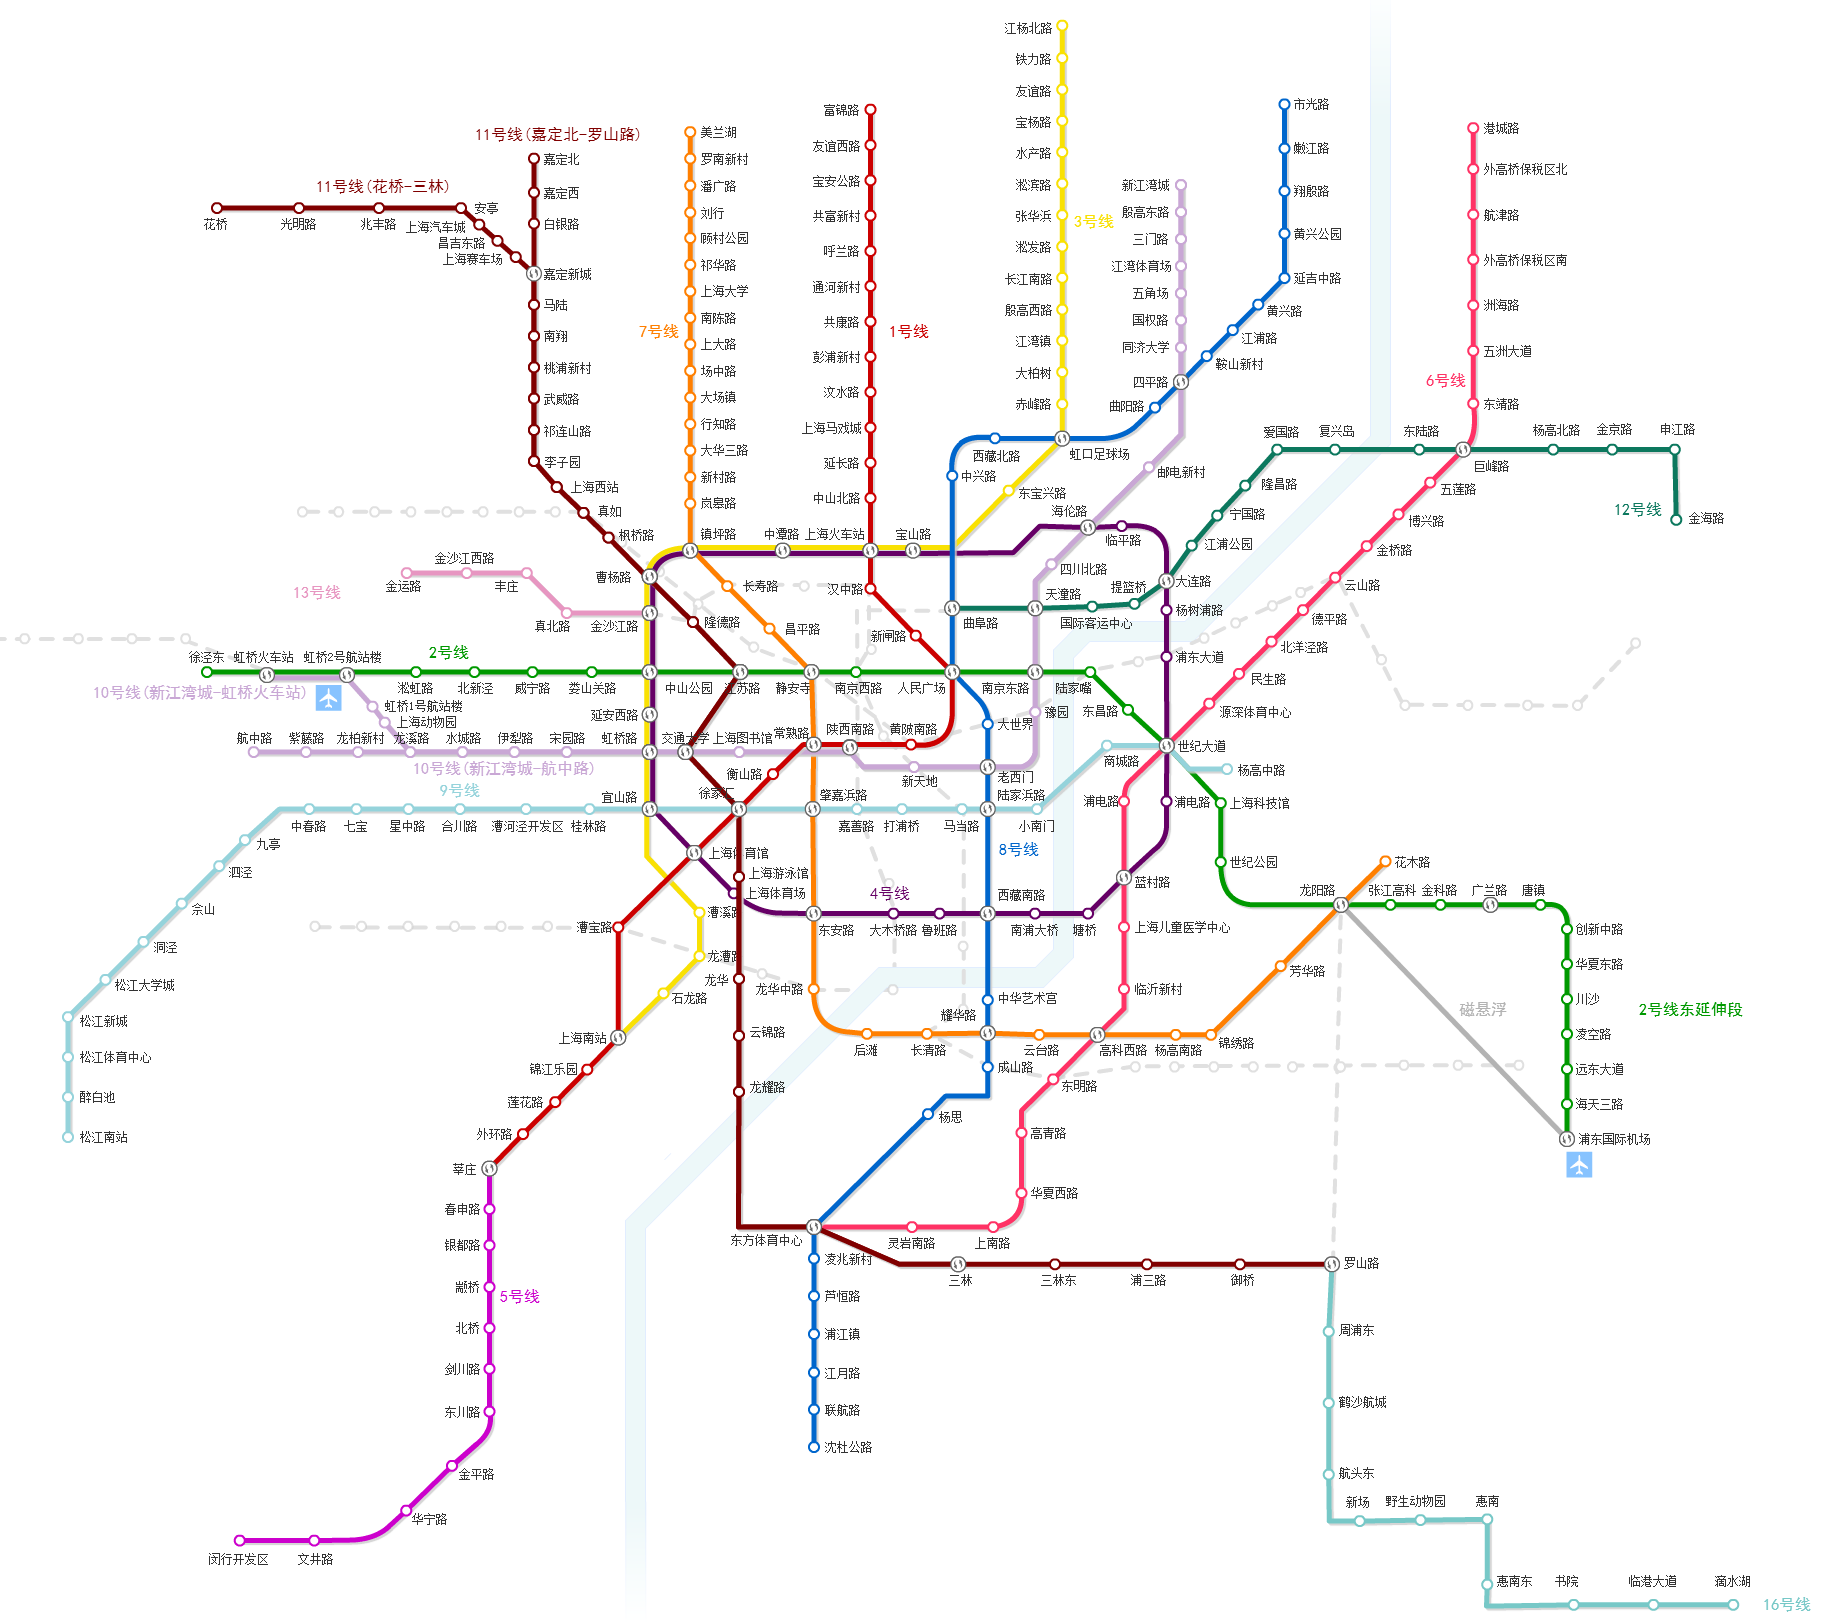 江杨北路
铁力路
友谊路
宝杨路
水产路
淞滨路
张华浜
淞发路
长江南路
殷高西路
江湾镇
大柏树
赤峰路
3号线
虹口足球场
东宝兴路
宝山路
上海火车站
中潭路
镇坪路
曹杨路
金沙江路
中山公园
延安西路
虹桥路
宜山路
漕溪路
龙漕路
石龙路
上海南站
富锦路
友谊西路
宝安公路
共富新村
呼兰路
通河新村
共康路
彭浦新村
汶水路
上海马戏城
延长路
中山北路
1号线
汉中路
新闸路
人民广场
黄陂南路
陕西南路
常熟路
衡山路
徐家汇
上海体育馆
漕宝路
锦江乐园
莲花路
外环路
莘庄
春申路
银都路
颛桥
北桥
剑川路
东川路
金平路
华宁路
文井路
闵行开发区
5号线
11号线(嘉定北-罗山路)
嘉定北
嘉定西
白银路
嘉定新城
11号线(花桥-三林)
花桥
光明路
兆丰路
安亭
上海汽车城
昌吉东路
上海赛车场
马陆
南翔
桃浦新村
武威路
祁连山路
李子园
上海西站
真如
枫桥路
隆德路
江苏路
交通大学
上海游泳馆
龙华
云锦路
龙耀路
东方体育中心
三林
三林东
浦三路
御桥
罗山路
美兰湖
罗南新村
潘广路
刘行
顾村公园
祁华路
上海大学
南陈路
7号线
上大路
场中路
大场镇
行知路
大华三路
新村路
岚皋路
长寿路
昌平路
静安寺
肇嘉浜路
东安路
龙华中路
后滩
长清路
耀华路
云台路
高科西路
杨高南路
锦绣路
芳华路
龙阳路
花木路
市光路
嫩江路
翔殷路
黄兴公园
延吉中路
黄兴路
江浦路
鞍山新村
四平路
曲阳路
西藏北路
中兴路
曲阜路
大世界
老西门
陆家浜路
8号线
西藏南路
中华艺术宫
成山路
杨思
凌兆新村
芦恒路
浦江镇
江月路
联航路
沈杜公路
新江湾城
殷高东路
三门路
江湾体育场
五角场
国权路
同济大学
邮电新村
海伦路
四川北路
天潼路
南京东路
豫园
新天地
上海图书馆
宋园路
伊犁路
水城路
龙溪路
龙柏新村
紫藤路
航中路
10号线(新江湾城-航中路)
10号线(新江湾城-虹桥火车站)
上海动物园
虹桥1号航站楼
虹桥2号航站楼
虹桥火车站
徐泾东
2号线
淞虹路
北新泾
威宁路
娄山关路
南京西路
陆家嘴
东昌路
世纪大道
上海科技馆
世纪公园
张江高科
金科路
广兰路
唐镇
创新中路
华夏东路
川沙
凌空路
远东大道
海天三路
浦东国际机场
2号线东延伸段
磁悬浮
港城路
外高桥保税区北
航津路
外高桥保税区南
洲海路
五洲大道
6号线
东靖路
巨峰路
五莲路
博兴路
金桥路
云山路
德平路
北洋泾路
民生路
源深体育中心
浦电路
蓝村路
上海儿童医学中心
临沂新村
东明路
高青路
华夏西路
上南路
灵岩南路
爱国路
复兴岛
东陆路
杨高北路
金京路
申江路
12号线
金海路
隆昌路
宁国路
江浦公园
大连路
提篮桥
国际客运中心
临平路
杨树浦路
浦东大道
浦电路
塘桥
南浦大桥
鲁班路
大木桥路
4号线
上海体育场
13号线
金运路
金沙江西路
丰庄
真北路
9号线
杨高中路
商城路
小南门
马当路
打浦桥
嘉善路
桂林路
漕河泾开发区
合川路
星中路
七宝
中春路
九亭
泗泾
佘山
洞泾
松江大学城
松江新城
松江体育中心
醉白池
松江南站
周浦东
鹤沙航城
航头东
新场
野生动物园
惠南
惠南东
书院
临港大道
滴水湖
16号线